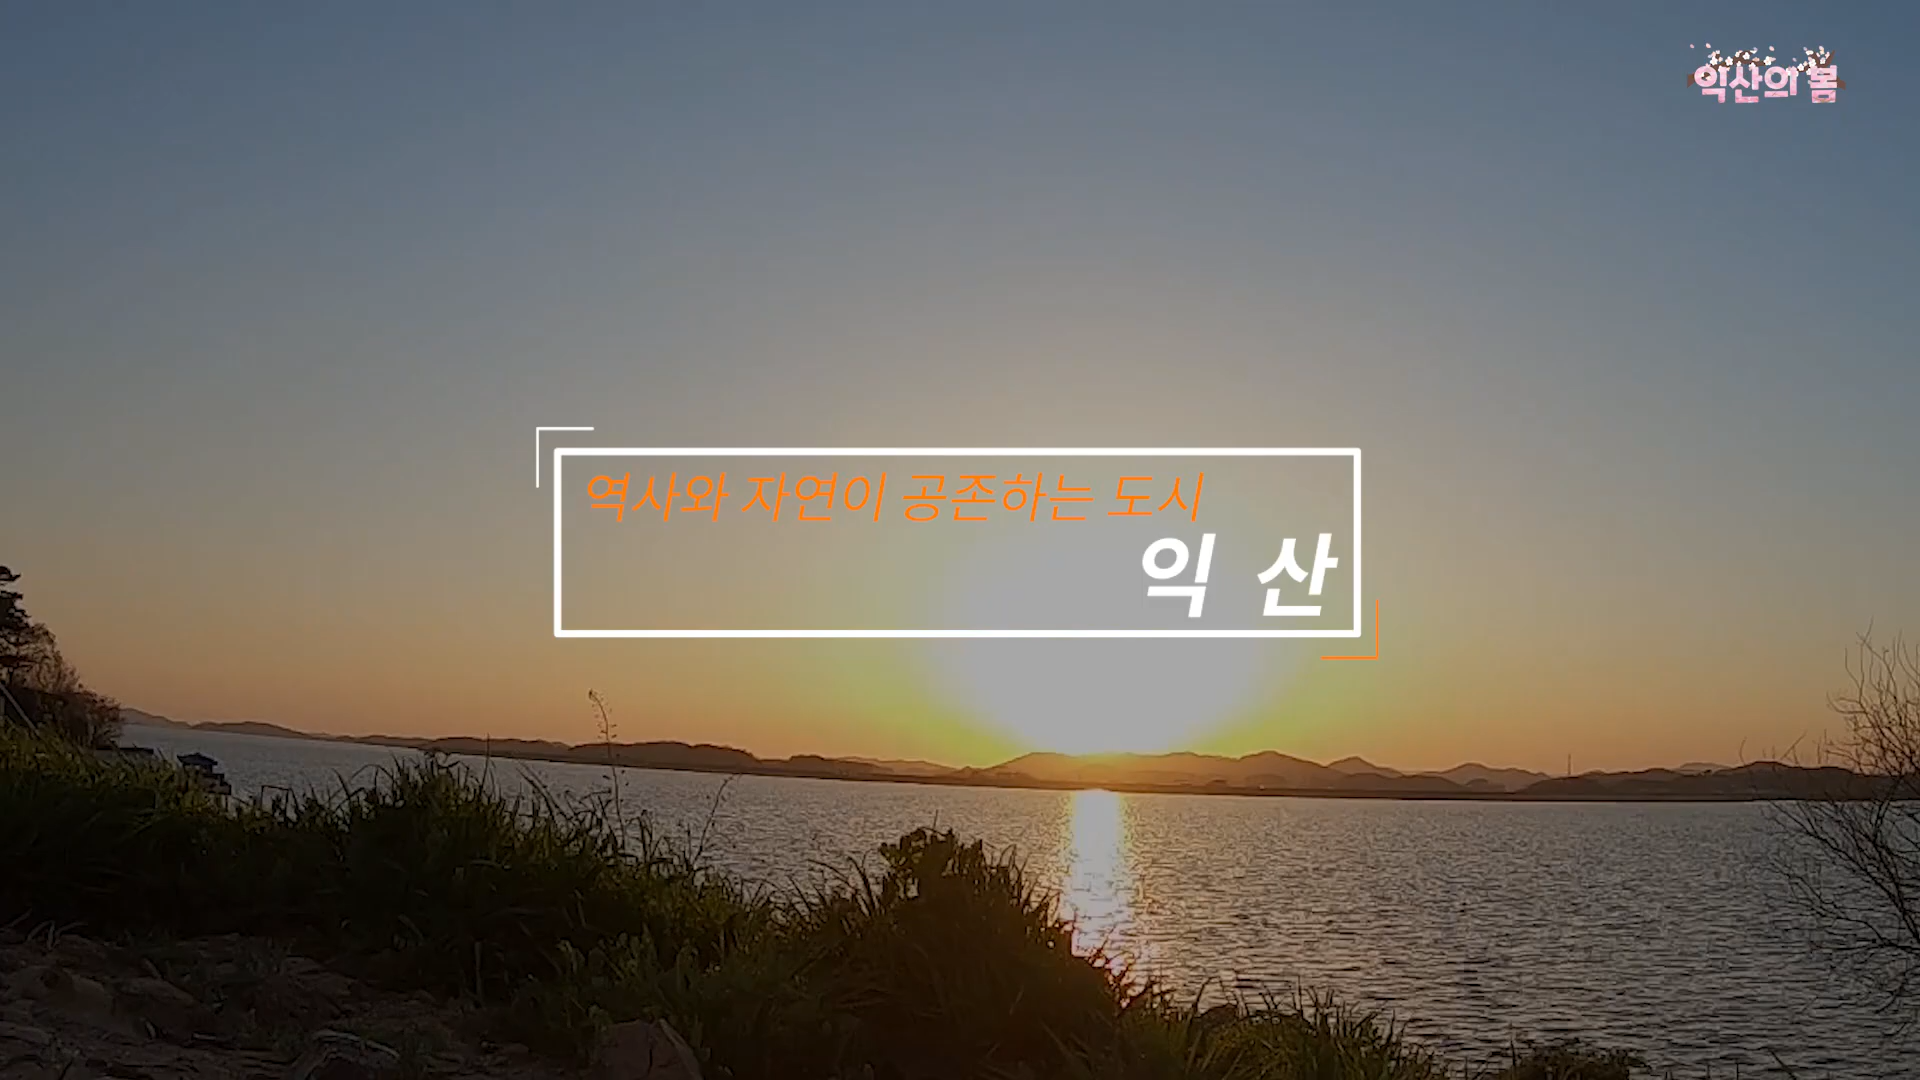 익산의 봄
역사와 자연이 공존하는 도시
익 산